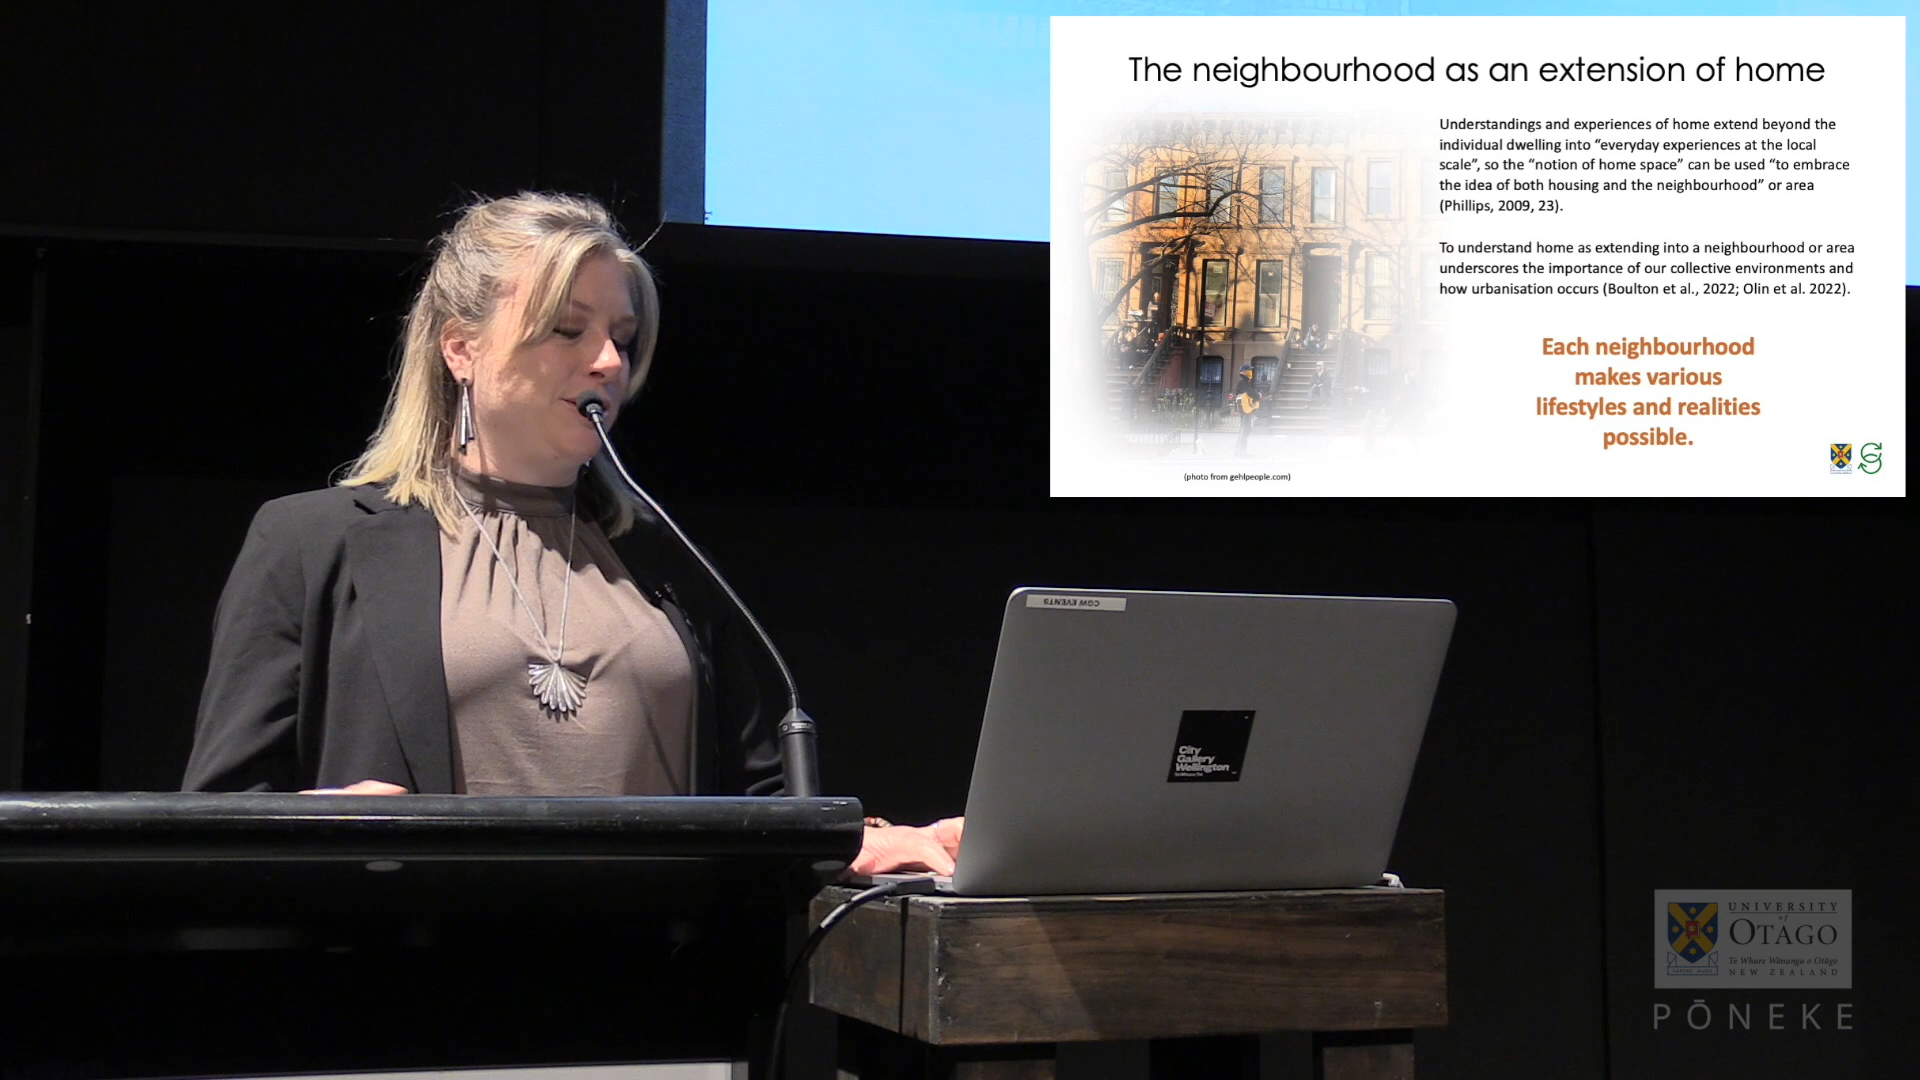 The neighbourhood as an extension of home
Understandings and experiences of home extend beyond the
individual dwelling into “everyday experiences at the local
scale”, so the “notion of home space” can be used “to embrace
the idea of both housing and the neighbourhood” or area
(Phillips, 2009, 23).
To understand home as extending into a neighbourhood or area
underscores the importance of our collective environments and
how urbanisation occurs (Boulton et al., 2022; Olin et al. 2022).
Each neighbourhood
makes various
lifestyles and realities
possible.
(photo from gehlpeople.com)
CGW EVENTS
City
Gallery
Wellington
UNIVERSITY
of
OTAGO
Te Whare Wānanga o Otāgo
NEW ZEALAND
PŌNEKE